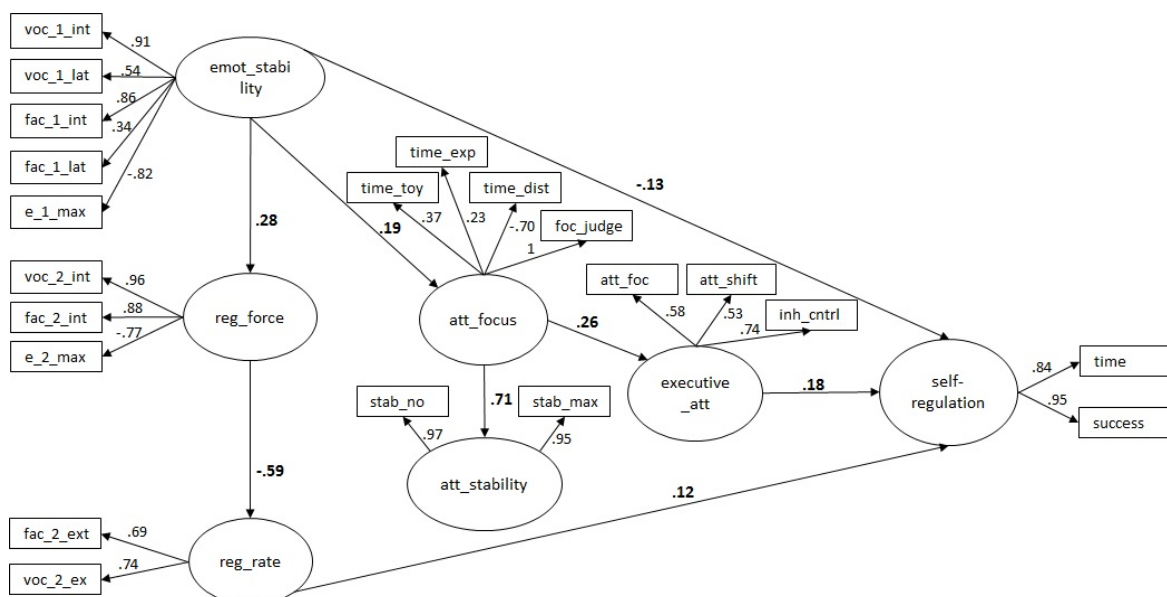 voc_1_int
.91
voc_1_lat
.54
fac_1_int
.86
fac_1_lat
.34
e_1_max
-.82
emot_stabi
lity
-.13
.28
.19
time_exp
time_toy
time_dist
foc_judge
.37
.23
-.70
1
voc_2_int
.96
fac_2_int
.88
e_2_max
-.77
reg_force
att_focus
.26
att_foc
att_shift
inh_cntrl
.58
.53
.74
executive
_att
.18
self-
regulation
.84
time
.95
success
.71
stab_no
stab_max
.97
.95
att_stability
-.59
.12
fac_2_ext
.69
voc_2_ex
.74
reg_rate